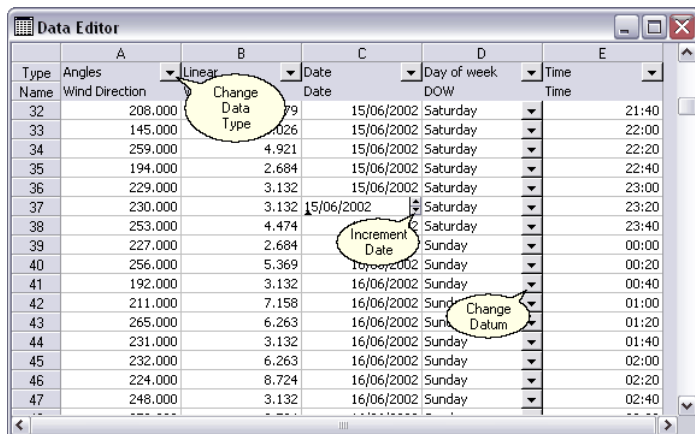 Data Editor
A B C D E
Type Angles Linear Date Day of week Time
Name Wind Direction Date DOW Time
32 208.000 79 15/06/2002 Saturday 21:40
33 145.000 .026 15/06/2002 Saturday 22:00
34 259.000 4.921 15/06/2002 Saturday 22:20
35 194.000 2.684 15/06/2002 Saturday 22:40
36 229.000 3.132 15/06/2002 Saturday 23:00
37 230.000 3.132 15/06/2002 Saturday 23:20
38 253.000 4.474 2 Saturday 23:40
39 227.000 2.684 Sunday 00:00
40 256.000 5.369 16/06/2002 Sunday 00:20
41 192.000 3.132 16/06/2002 Sunday 00:40
42 211.000 7.158 16/06/2002 Sund 01:00
43 265.000 6.263 16/06/2002 Sun 01:20
44 231.000 3.132 16/06/2002 Sunday 01:40
45 232.000 6.263 16/06/2002 Sunday 02:00
46 224.000 8.724 16/06/2002 Sunday 02:20
47 248.000 3.132 16/06/2002 Sunday 02:40
Change
Data
Type
Increment
Date
Change
Datum